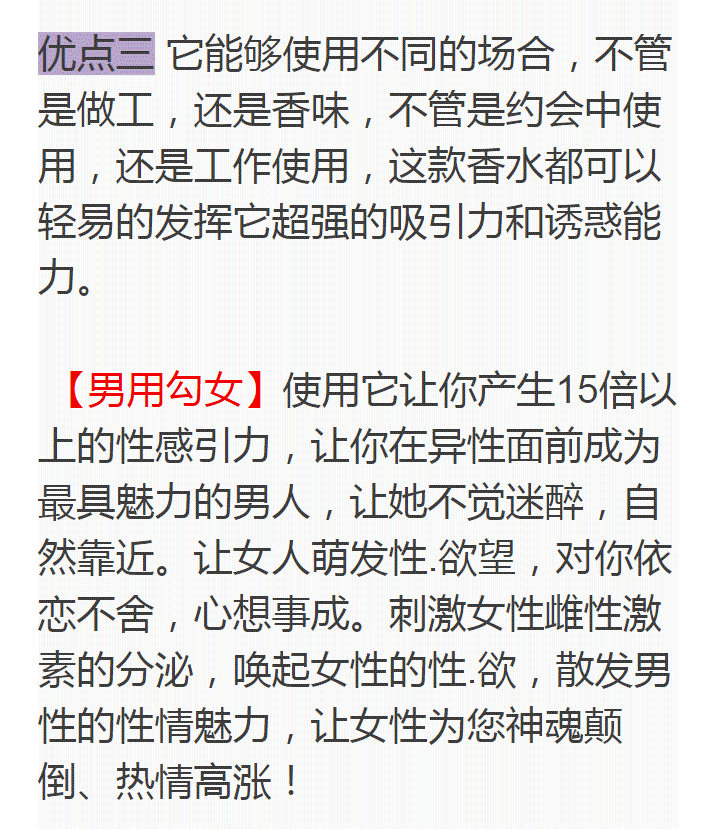 优点三 它能够使用不同的场合，不管
是做工，还是香味，不管是约会中使
用，还是工作使用，这款香水都可以
轻易的发挥它超强的吸引力和诱惑能
力。
【男用勾女】使用它让你产生15倍以
上的性感引力，让你在异性面前成为
最具魅力的男人，让她不觉迷醉，自
然靠近。让女人萌发性.欲望，对你依
恋不舍，心想事成。刺激女性雌性激
素的分泌，唤起女性的性.欲，散发男
性的性情魅力，让女性为您神魂颠
倒、热情高涨！